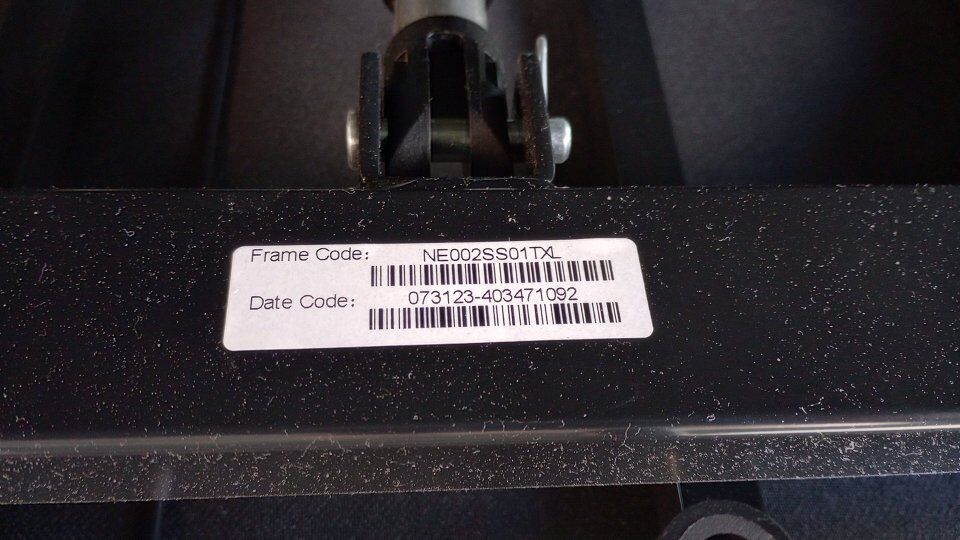 Frame Code: NE002SS01TXL
Date Code: 073123-403471092